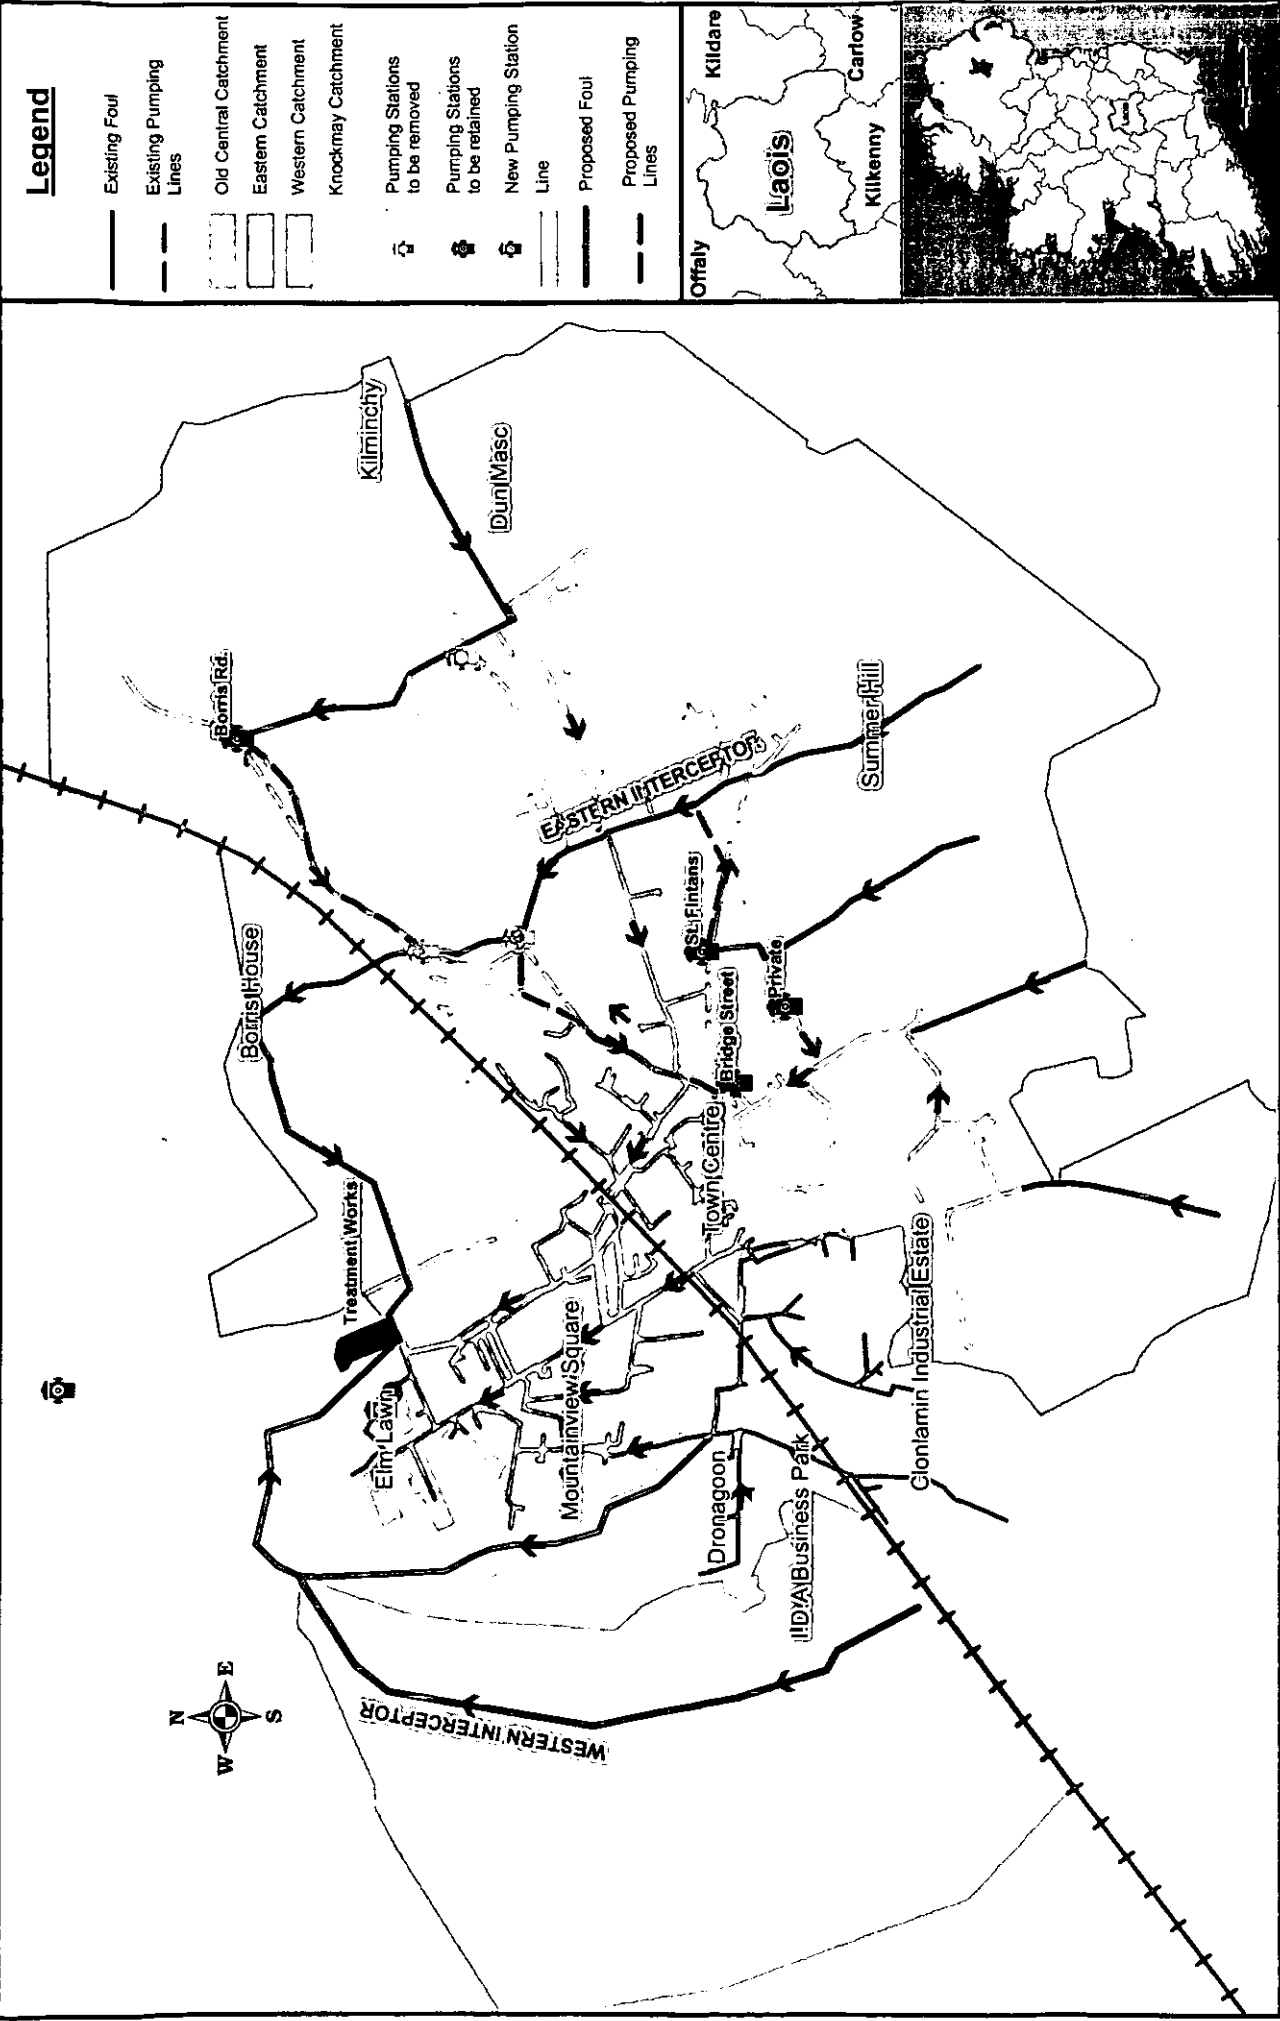 Legend
Existing Foul
Existing Pumping
Lines
Old Central Catchment
Eastern Catchment
Western Catchment
Knockmay Catchment
Pumping Stations
to be removed
Pumping Stations
to be retained
New Pumping Station
Line
Proposed Foul
Proposed Pumping
Lines
Offaly
Kildare
Laois
Carlow
Kilkenny
Laois
Kilminchy
Dun Masc
Borris Rd.
Summer Hill
EASTERN INTERCEPTOR
St. Fintans
Private
Bridge Street
Borris House
Town Centre
Treatment Works
Clonlamin Industrial Estate
Mountainview Square
Elm Lawn
Dronagoon
I.D.A Business Park
WESTERN INTERCEPTOR
N
E
S
W